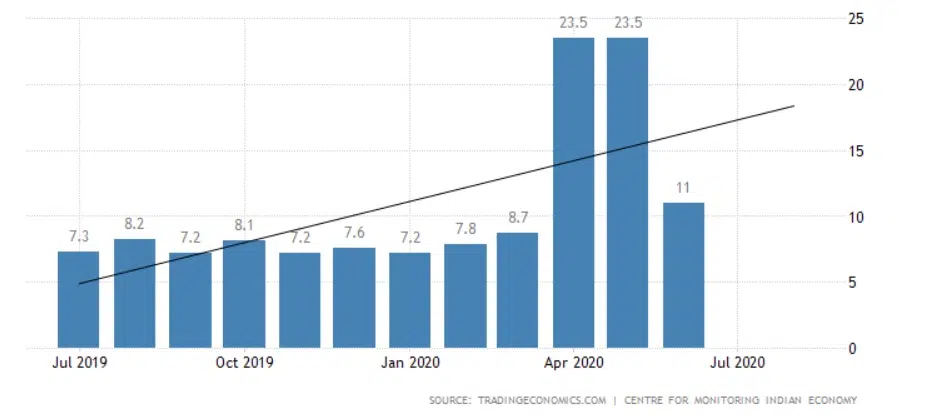 23.5 23.5 25
20
15
11
10
7.3 8.2 7.2 8.1 7.2 7.6 7.2 7.8 8.7
5
0
Jul 2019 Oct 2019 Jan 2020 Apr 2020 Jul 2020
SOURCE: TRADINGECONOMICS.COM | CENTRE FOR MONITORING INDIAN ECONOMY